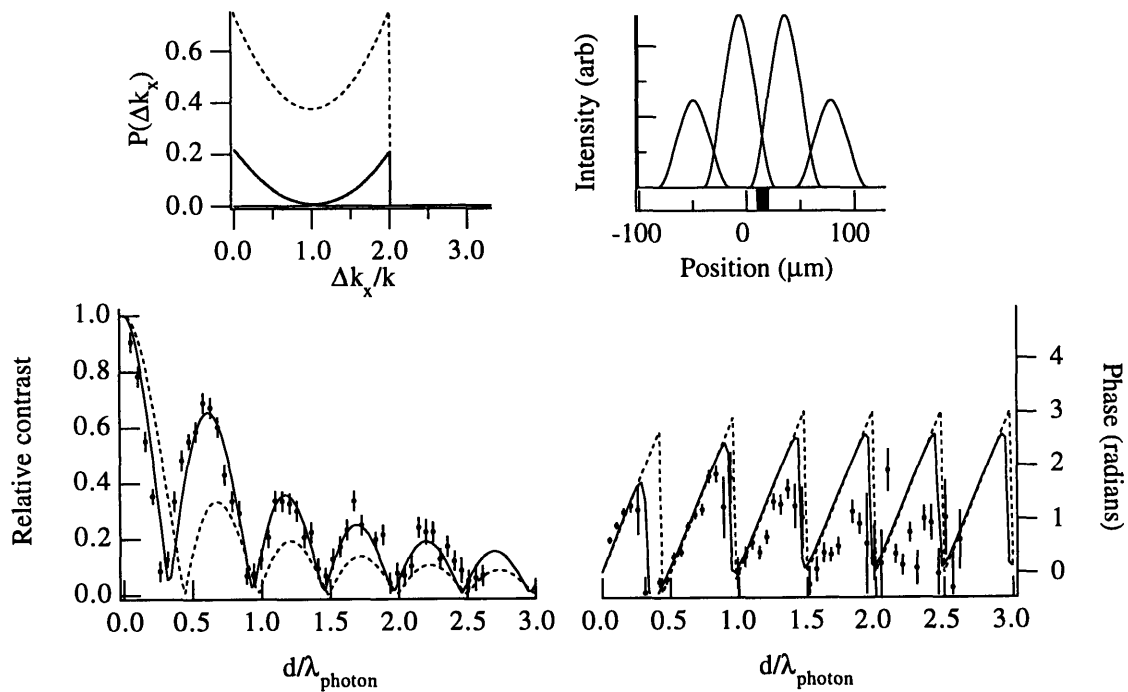 P(Δk_x)
0.6
0.4
0.2
0.0
0.0 1.0 2.0 3.0
Δk_x/k
Intensity (arb)
-100 0 100
Position (μm)
Relative contrast
1.0
0.8
0.6
0.4
0.2
0.0
0.0 0.5 1.0 1.5 2.0 2.5 3.0
d/λ_photon
4
3
2
1
0
Phase (radians)
0.0 0.5 1.0 1.5 2.0 2.5 3.0
d/λ_photon